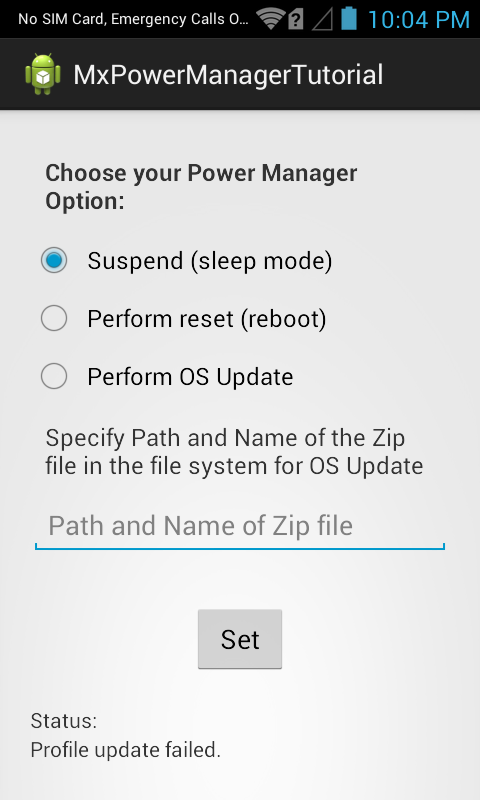 No SIM Card, Emergency Calls O... 10:04 PM
MxPowerManagerTutorial
Choose your Power Manager
Option:
Suspend (sleep mode)
Perform reset (reboot)
Perform OS Update
Specify Path and Name of the Zip
file in the file system for OS Update
Path and Name of Zip file
Set
Status:
Profile update failed.